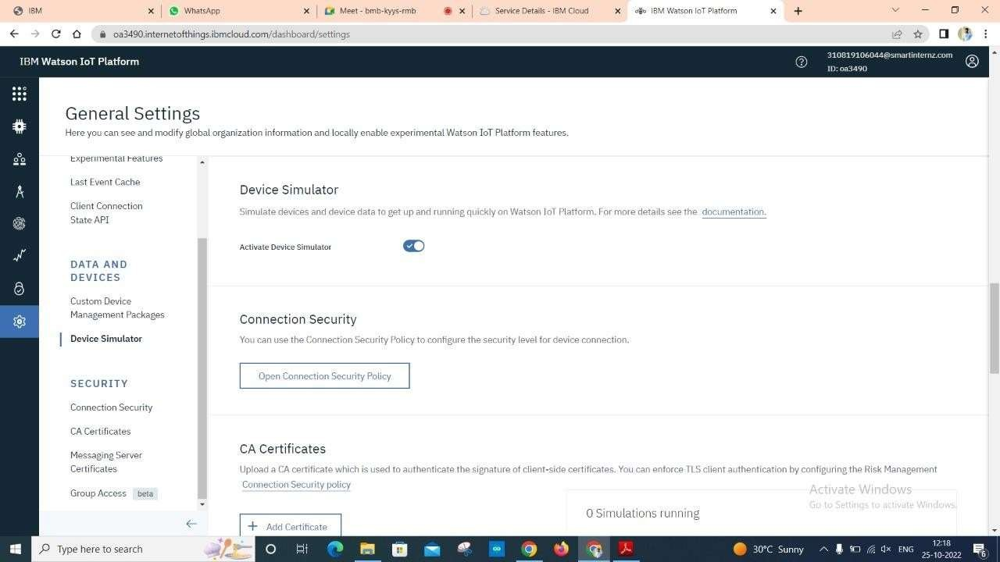 IBM
WhatsApp
Meet - bmb-kyys-rmb
Service Details - IBM Cloud
IBM Watson IoT Platform
oa3490.internetofthings.ibmcloud.com/dashboard/settings
IBM Watson IoT Platform
310819106044@smartinternz.com
ID: oa3490
General Settings
Here you can see and modify global organization information and locally enable experimental Watson IoT Platform features.
Experimental Features
Last Event Cache
Client Connection
State API
DATA AND
DEVICES
Custom Device
Management Packages
Device Simulator
SECURITY
Connection Security
CA Certificates
Messaging Server
Certificates
Group Access beta
Device Simulator
Simulate devices and device data to get up and running quickly on Watson IoT Platform. For more details see the documentation.
Activate Device Simulator
Connection Security
You can use the Connection Security Policy to configure the security level for device connection.
Open Connection Security Policy
CA Certificates
Upload a CA certificate which is used to authenticate the signature of client-side certificates. You can enforce TLS client authentication by configuring the Risk Management
Connection Security policy
Add Certificate
0 Simulations running
Activate Windows
Go to Settings to activate Windows.
Type here to search
30°C Sunny
ENG
12:18
25-10-2022
6